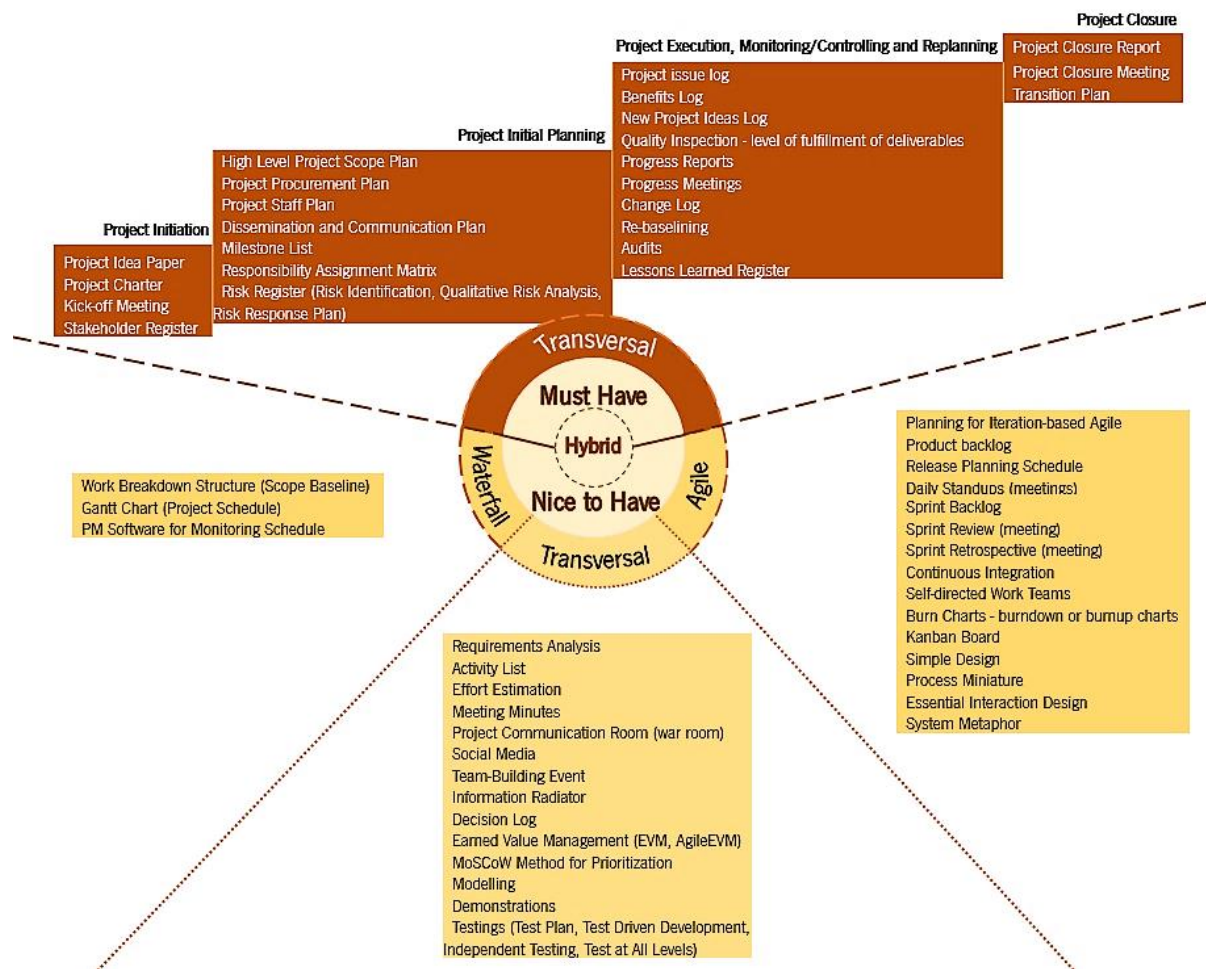 Project Closure
Project Closure Report
Project Closure Meeting
Transition Plan
Project Execution, Monitoring/Controlling and Replanning
Project issue log
Benefits Log
New Project Ideas Log
Quality Inspection - level of fulfillment of deliverables
Progress Reports
Progress Meetings
Change Log
Re-baselining
Audits
Lessons Learned Register
Project Initial Planning
High Level Project Scope Plan
Project Procurement Plan
Project Staff Plan
Dissemination and Communication Plan
Milestone List
Responsibility Assignment Matrix
Risk Register (Risk Identification, Qualitative Risk Analysis,
Risk Response Plan)
Project Initiation
Project Idea Paper
Project Charter
Kick-off Meeting
Stakeholder Register
Transversal
Must Have
Hybrid
Nice to Have
Waterfall
Agile
Transversal
Work Breakdown Structure (Scope Baseline)
Gantt Chart (Project Schedule)
PM Software for Monitoring Schedule
Planning for Iteration-based Agile
Product backlog
Release Planning Schedule
Daily Standups (meetings)
Sprint Backlog
Sprint Review (meeting)
Sprint Retrospective (meeting)
Continuous Integration
Self-directed Work Teams
Burn Charts - burndown or burnup charts
Kanban Board
Simple Design
Process Miniature
Essential Interaction Design
System Metaphor
Requirements Analysis
Activity List
Effort Estimation
Meeting Minutes
Project Communication Room (war room)
Social Media
Team-Building Event
Information Radiator
Decision Log
Earned Value Management (EVM, AgileEVM)
MoSCoW Method for Prioritization
Modelling
Demonstrations
Testings (Test Plan, Test Driven Development,
Independent Testing, Test at All Levels)